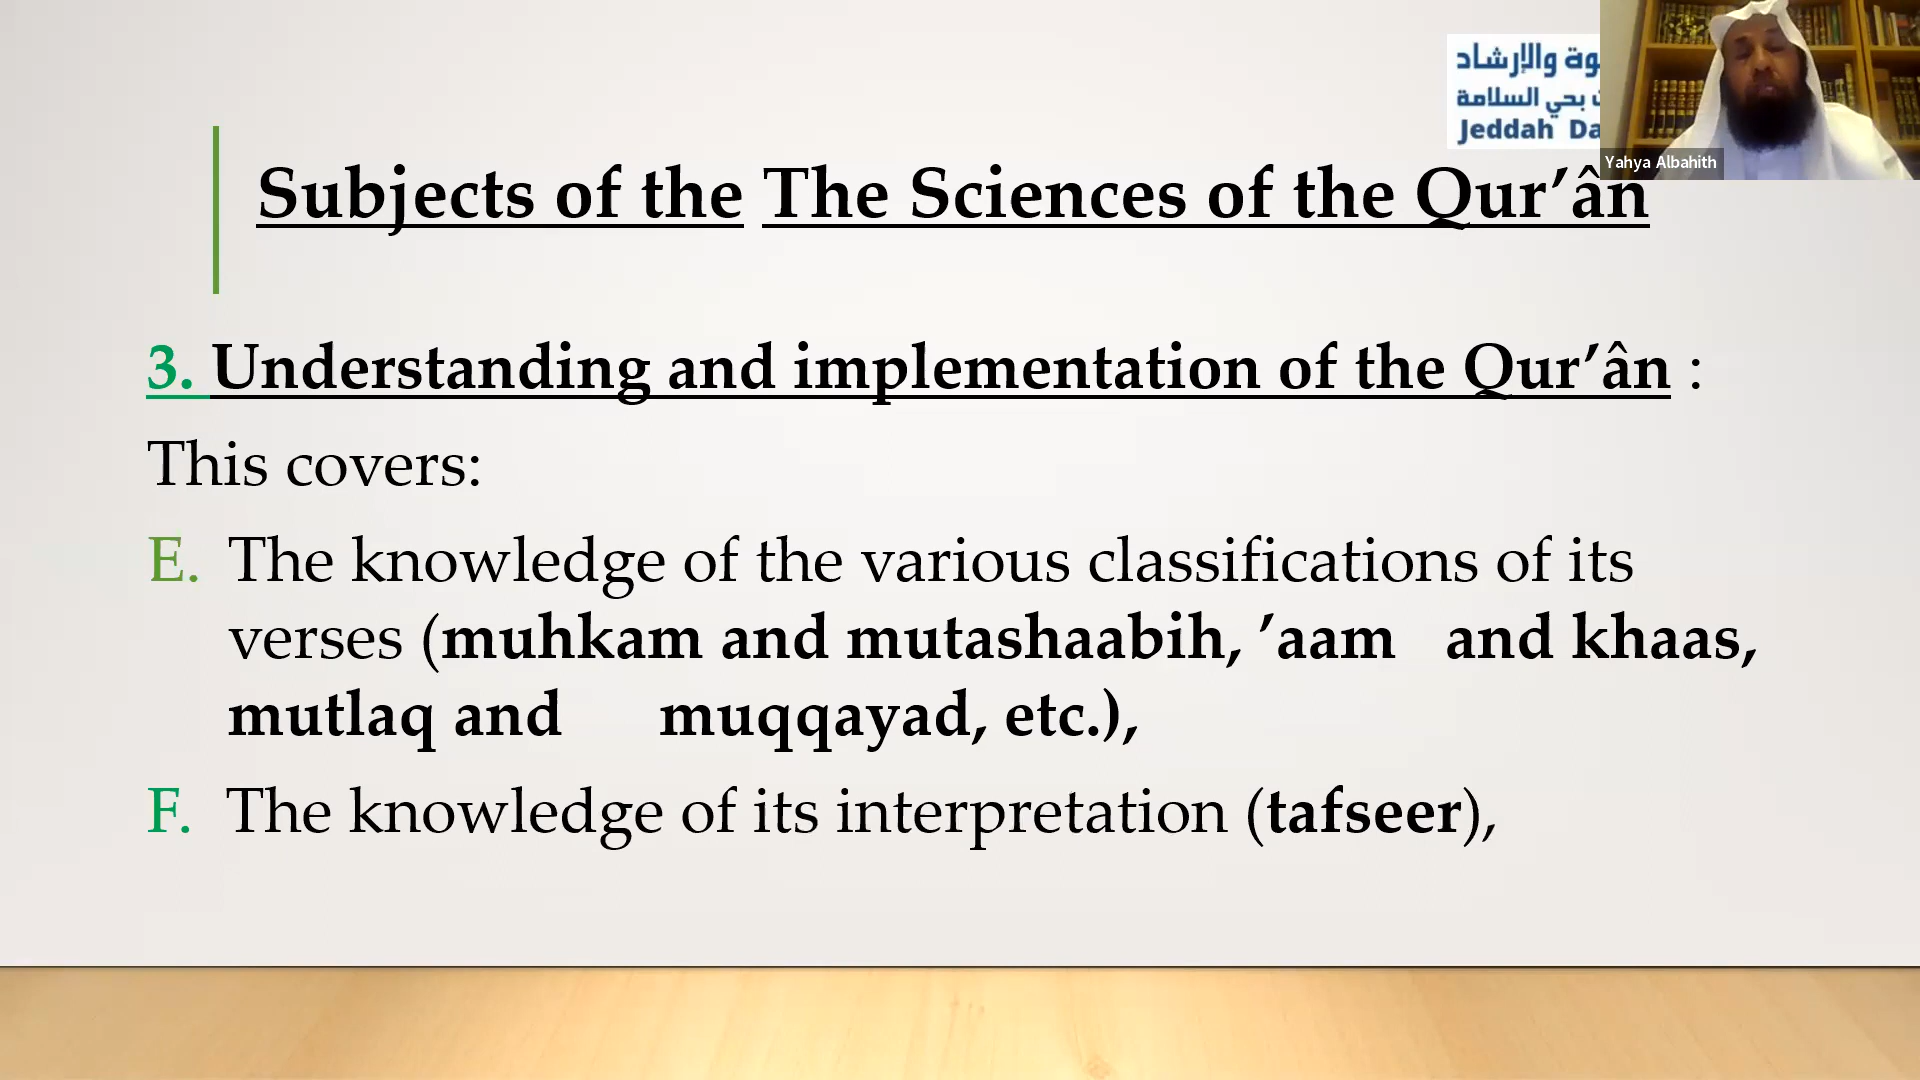 وة والإرشاد
بحي السلامة
Jeddah Da
Yahya Albahith
Subjects of the The Sciences of the Qur’ân
3. Understanding and implementation of the Qur’ân :
This covers:
E. The knowledge of the various classifications of its
verses (muhkam and mutashaabih, ’aam and khaas,
mutlaq and muqqayad, etc.),
F. The knowledge of its interpretation (tafseer),